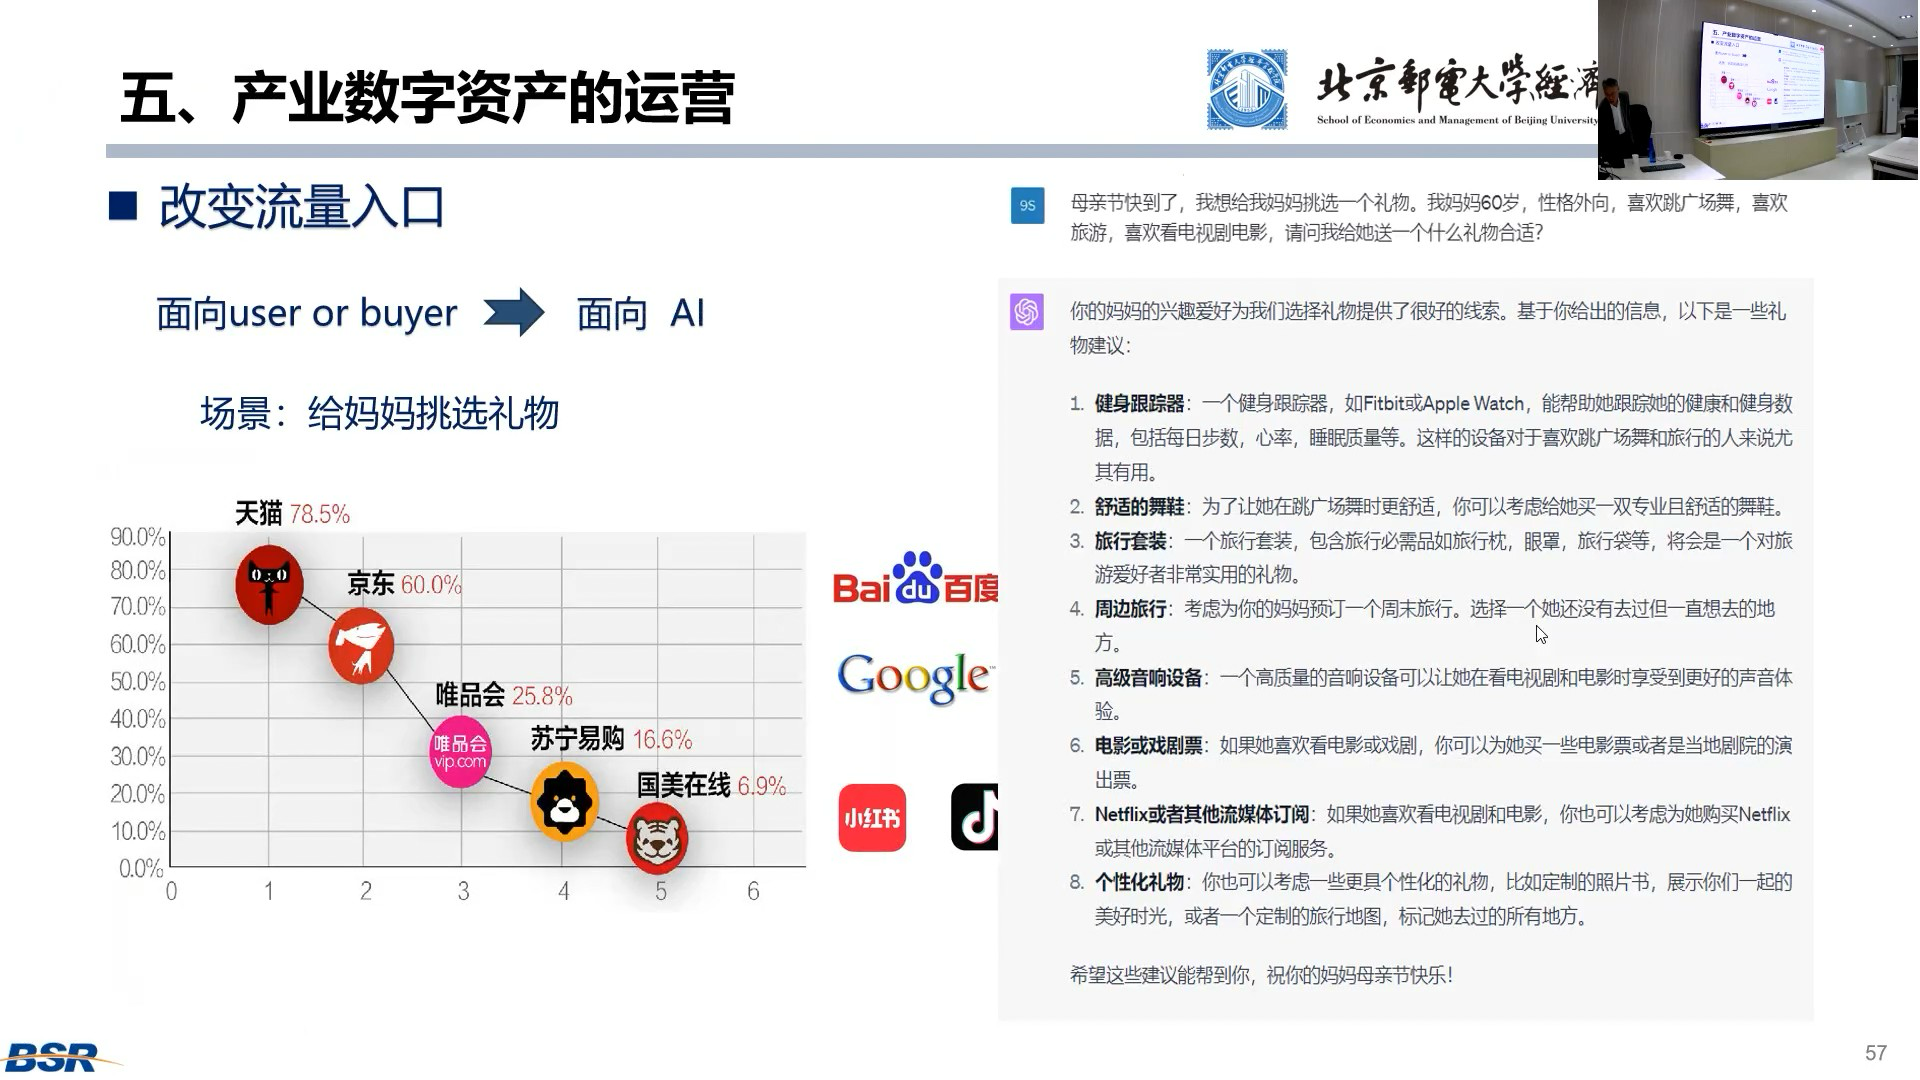 五、产业数字资产的运营
北京郵電大学経濟
School of Economics and Management of Beijing University
改变流量入口
面向user or buyer
面向 AI
场景：给妈妈挑选礼物
天猫 78.5%
京东 60.0%
唯品会 25.8%
苏宁易购 16.6%
国美在线 6.9%
90.0%
80.0%
70.0%
60.0%
50.0%
40.0%
30.0%
20.0%
10.0%
0.0%
0 1 2 3 4 5 6
唯品会
vip.com
Bai du 百度
Google
小红书
9S
母亲节快到了，我想给我妈妈挑选一个礼物。我妈妈60岁，性格外向，喜欢跳广场舞，喜欢
旅游，喜欢看电视剧电影，请问我给她送一个什么礼物合适？
你的妈妈的兴趣爱好为我们选择礼物提供了很好的线索。基于你给出的信息，以下是一些礼
物建议：
1. 健身跟踪器：一个健身跟踪器，如Fitbit或Apple Watch，能帮助她跟踪她的健康和健身数
据，包括每日步数，心率，睡眠质量等。这样的设备对于喜欢跳广场舞和旅行的人来说尤
其有用。
2. 舒适的舞鞋：为了让她在跳广场舞时更舒适，你可以考虑给她买一双专业且舒适的舞鞋。
3. 旅行套装：一个旅行套装，包含旅行必需品如旅行枕，眼罩，旅行袋等，将会是一个对旅
游爱好者非常实用的礼物。
4. 周边旅行：考虑为你的妈妈预订一个周末旅行。选择一个她还没有去过但一直想去的地
方。
5. 高级音响设备：一个高质量的音响设备可以让她在看电视剧和电影时享受到更好的声音体
验。
6. 电影或戏剧票：如果她喜欢看电影或戏剧，你可以为她买一些电影票或者是当地剧院的演
出票。
7. Netflix或者其他流媒体订阅：如果她喜欢看电视剧和电影，你也可以考虑为她购买Netflix
或其他流媒体平台的订阅服务。
8. 个性化礼物：你也可以考虑一些更具个性化的礼物，比如定制的照片书，展示你们一起的
美好时光，或者一个定制的旅行地图，标记她去过的所有地方。
希望这些建议能帮到你，祝你的妈妈母亲节快乐！
BSR
57